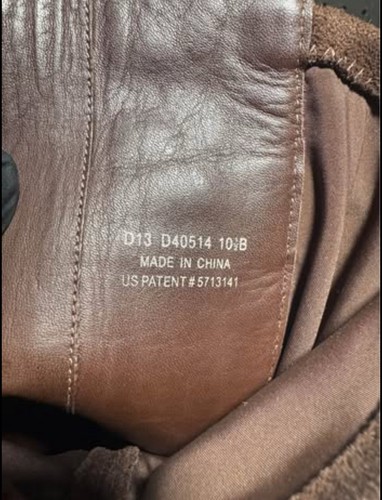 D13 D40514 10½B
MADE IN CHINA
US PATENT # 5713141